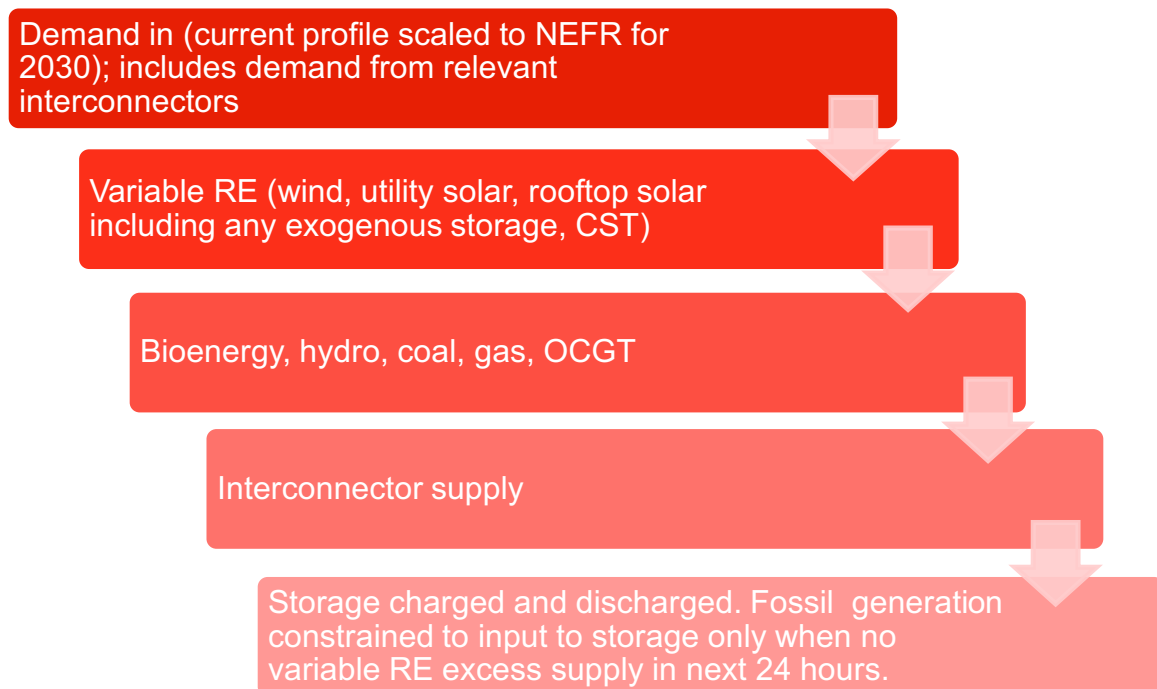 Demand in (current profile scaled to NEFR for
2030); includes demand from relevant
interconnectors
Variable RE (wind, utility solar, rooftop solar
including any exogenous storage, CST)
Bioenergy, hydro, coal, gas, OCGT
Interconnector supply
Storage charged and discharged. Fossil  generation
constrained to input to storage only when no
variable RE excess supply in next 24 hours.